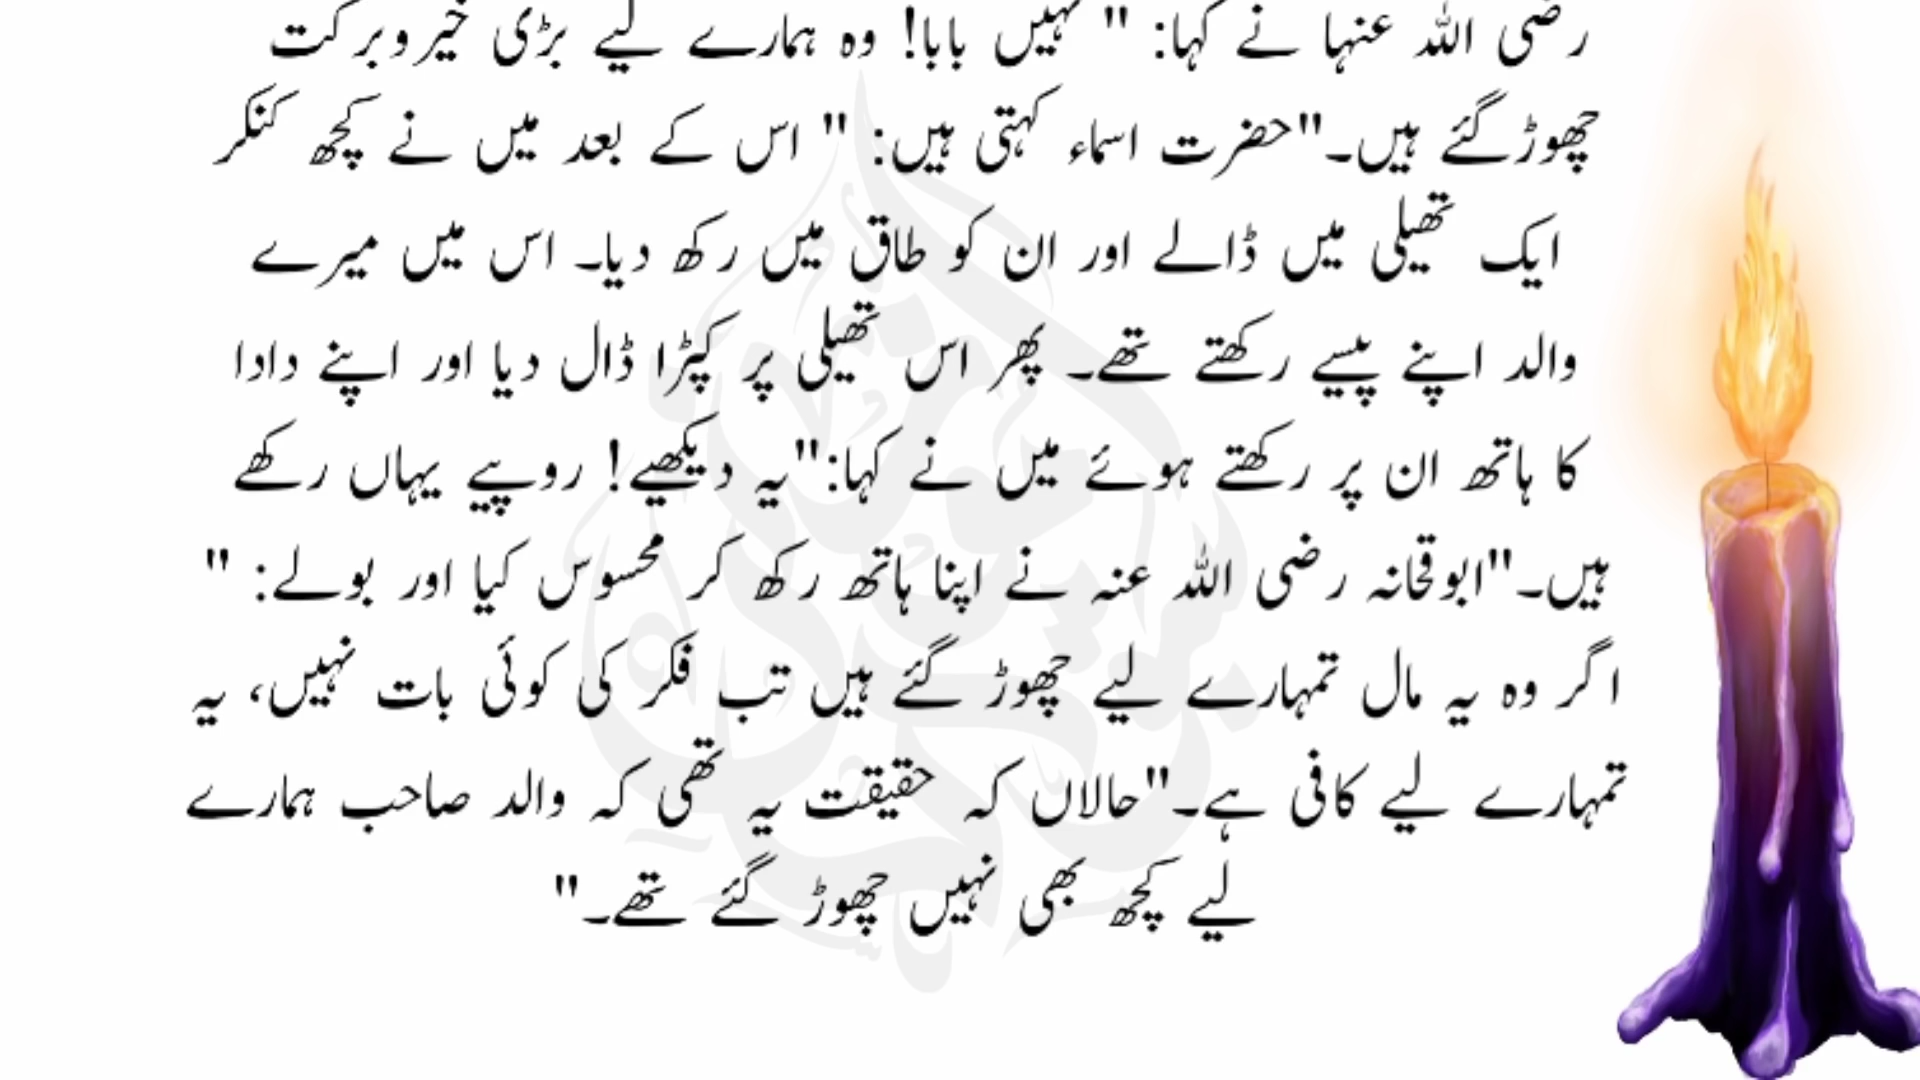 رضی اللہ عنہا نے کہا: " نہیں بابا! وہ ہمارے لیے بڑی خیر وبرکت
چھوڑ گئے ہیں۔"حضرت اسماء کہتی ہیں: " اس کے بعد میں نے کچھ کنکر
ایک تھیلی میں ڈالے اور ان کو طاق میں رکھ دیا۔ اس میں میرے
والد اپنے پیسے رکھتے تھے۔ پھر اس تھیلی پر کپڑا ڈال دیا اور اپنے دادا
کا ہاتھ ان پر رکھتے ہوئے میں نے کہا:"یہ دیکھیے! روپیے یہاں رکھے
ہیں۔"ابوقحانہ رضی اللہ عنہ نے اپنا ہاتھ رکھ کر محسوس کیا اور بولے: "
اگر وہ یہ مال تمہارے لیے چھوڑ گئے ہیں تب فکر کی کوئی بات نہیں، یہ
تمہارے لیے کافی ہے۔"حالاں کہ حقیقت یہ تھی کہ والد صاحب ہمارے
لیے کچھ بھی نہیں چھوڑ گئے تھے۔"